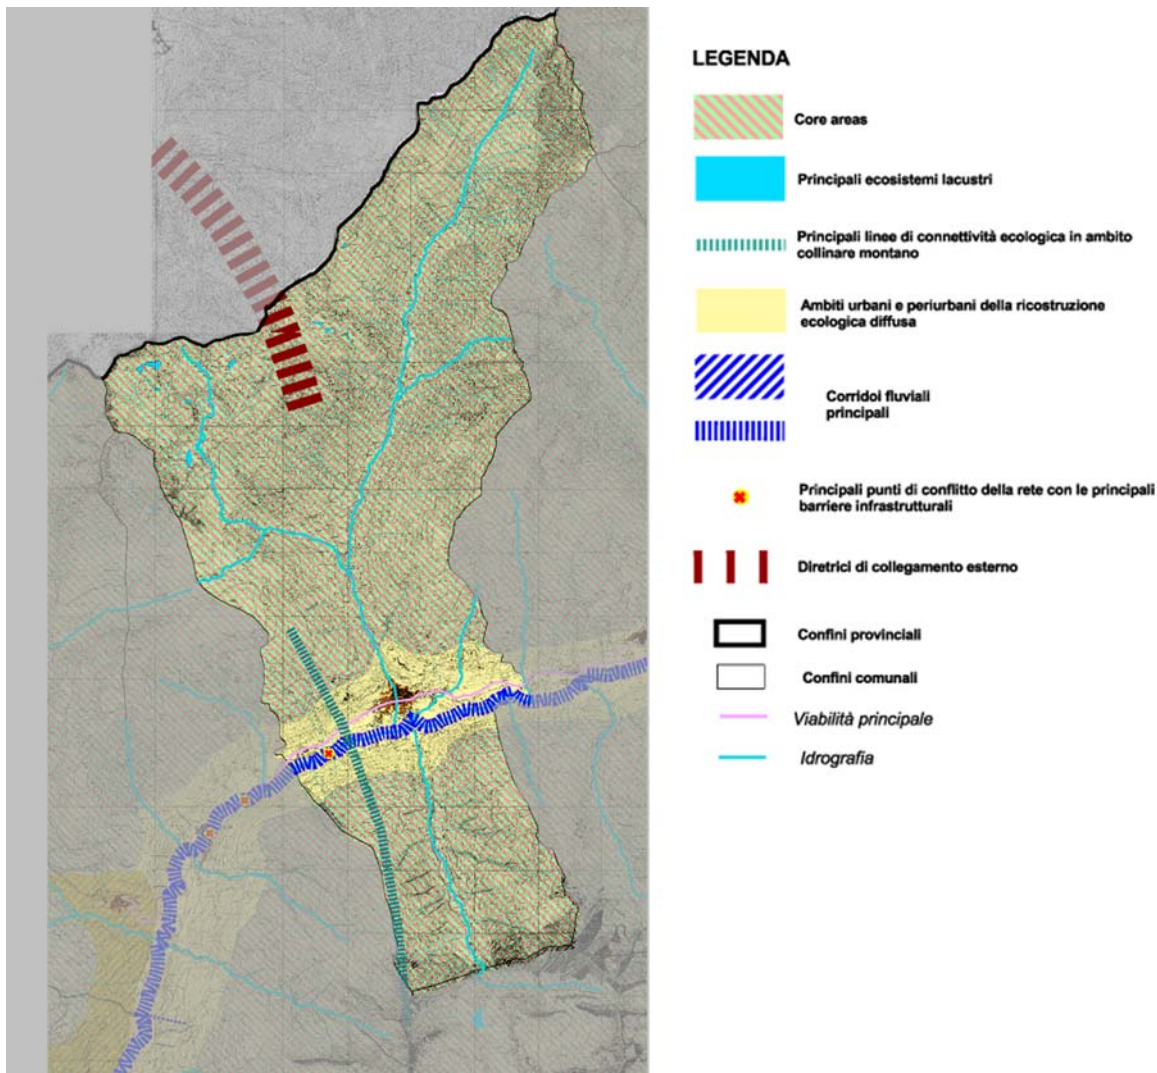 LEGENDA
Core areas
Principali ecosistemi lacustri
Principali linee di connettività ecologica in ambito
collinare montano
Ambiti urbani e periurbani della ricostruzione
ecologica diffusa
Corridoi fluviali
principali
Principali punti di conflitto della rete con le principali
barriere infrastrutturali
Diretrici di collegamento esterno
Confini provinciali
Confini comunali
Viabilità principale
Idrografia